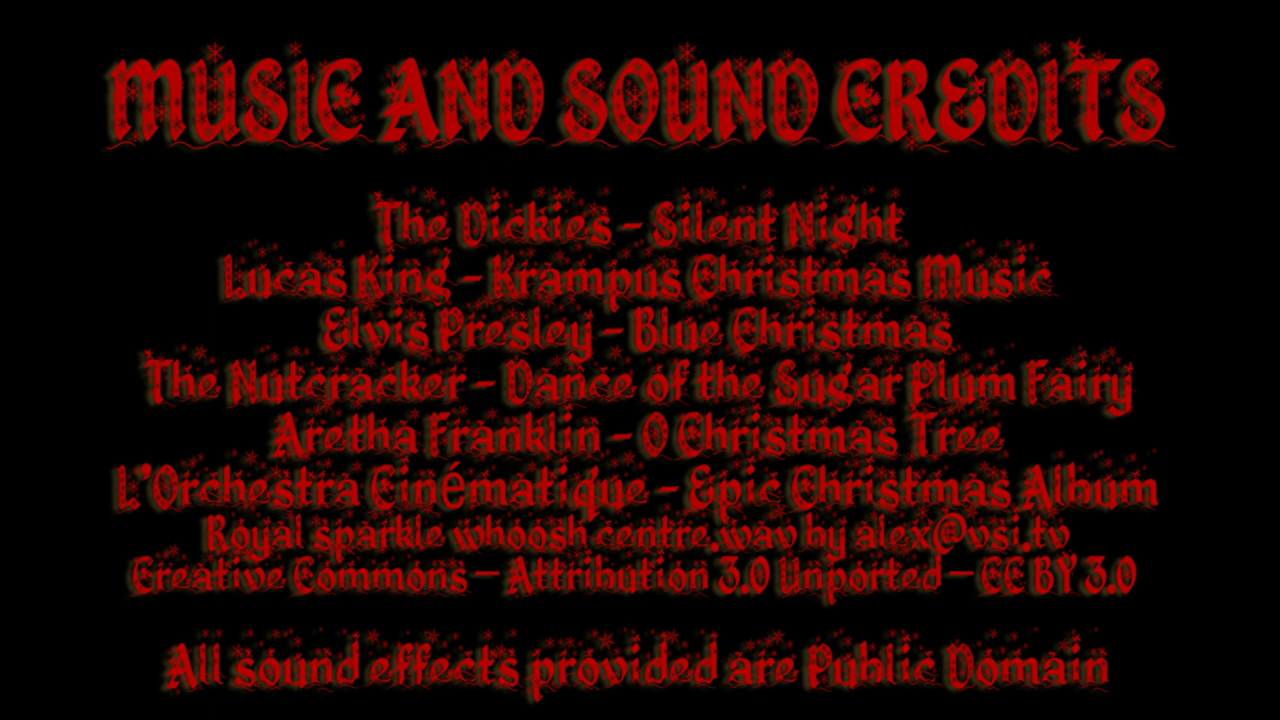 MUSIC AND SOUND CREDITS
The Dickies - Silent Night
Lucas King - Krampus Christmas Music
Elvis Presley - Blue Christmas
The Nutcracker - Dance of the Sugar Plum Fairy
Aretha Franklin - O Christmas Tree
L'Orchestra Cinématique - Epic Christmas Album
Royal sparkle whoosh centre.wav by alex@vsi.tv
Creative Commons — Attribution 3.0 Unported — CC BY 3.0
All sound effects provided are Public Domain